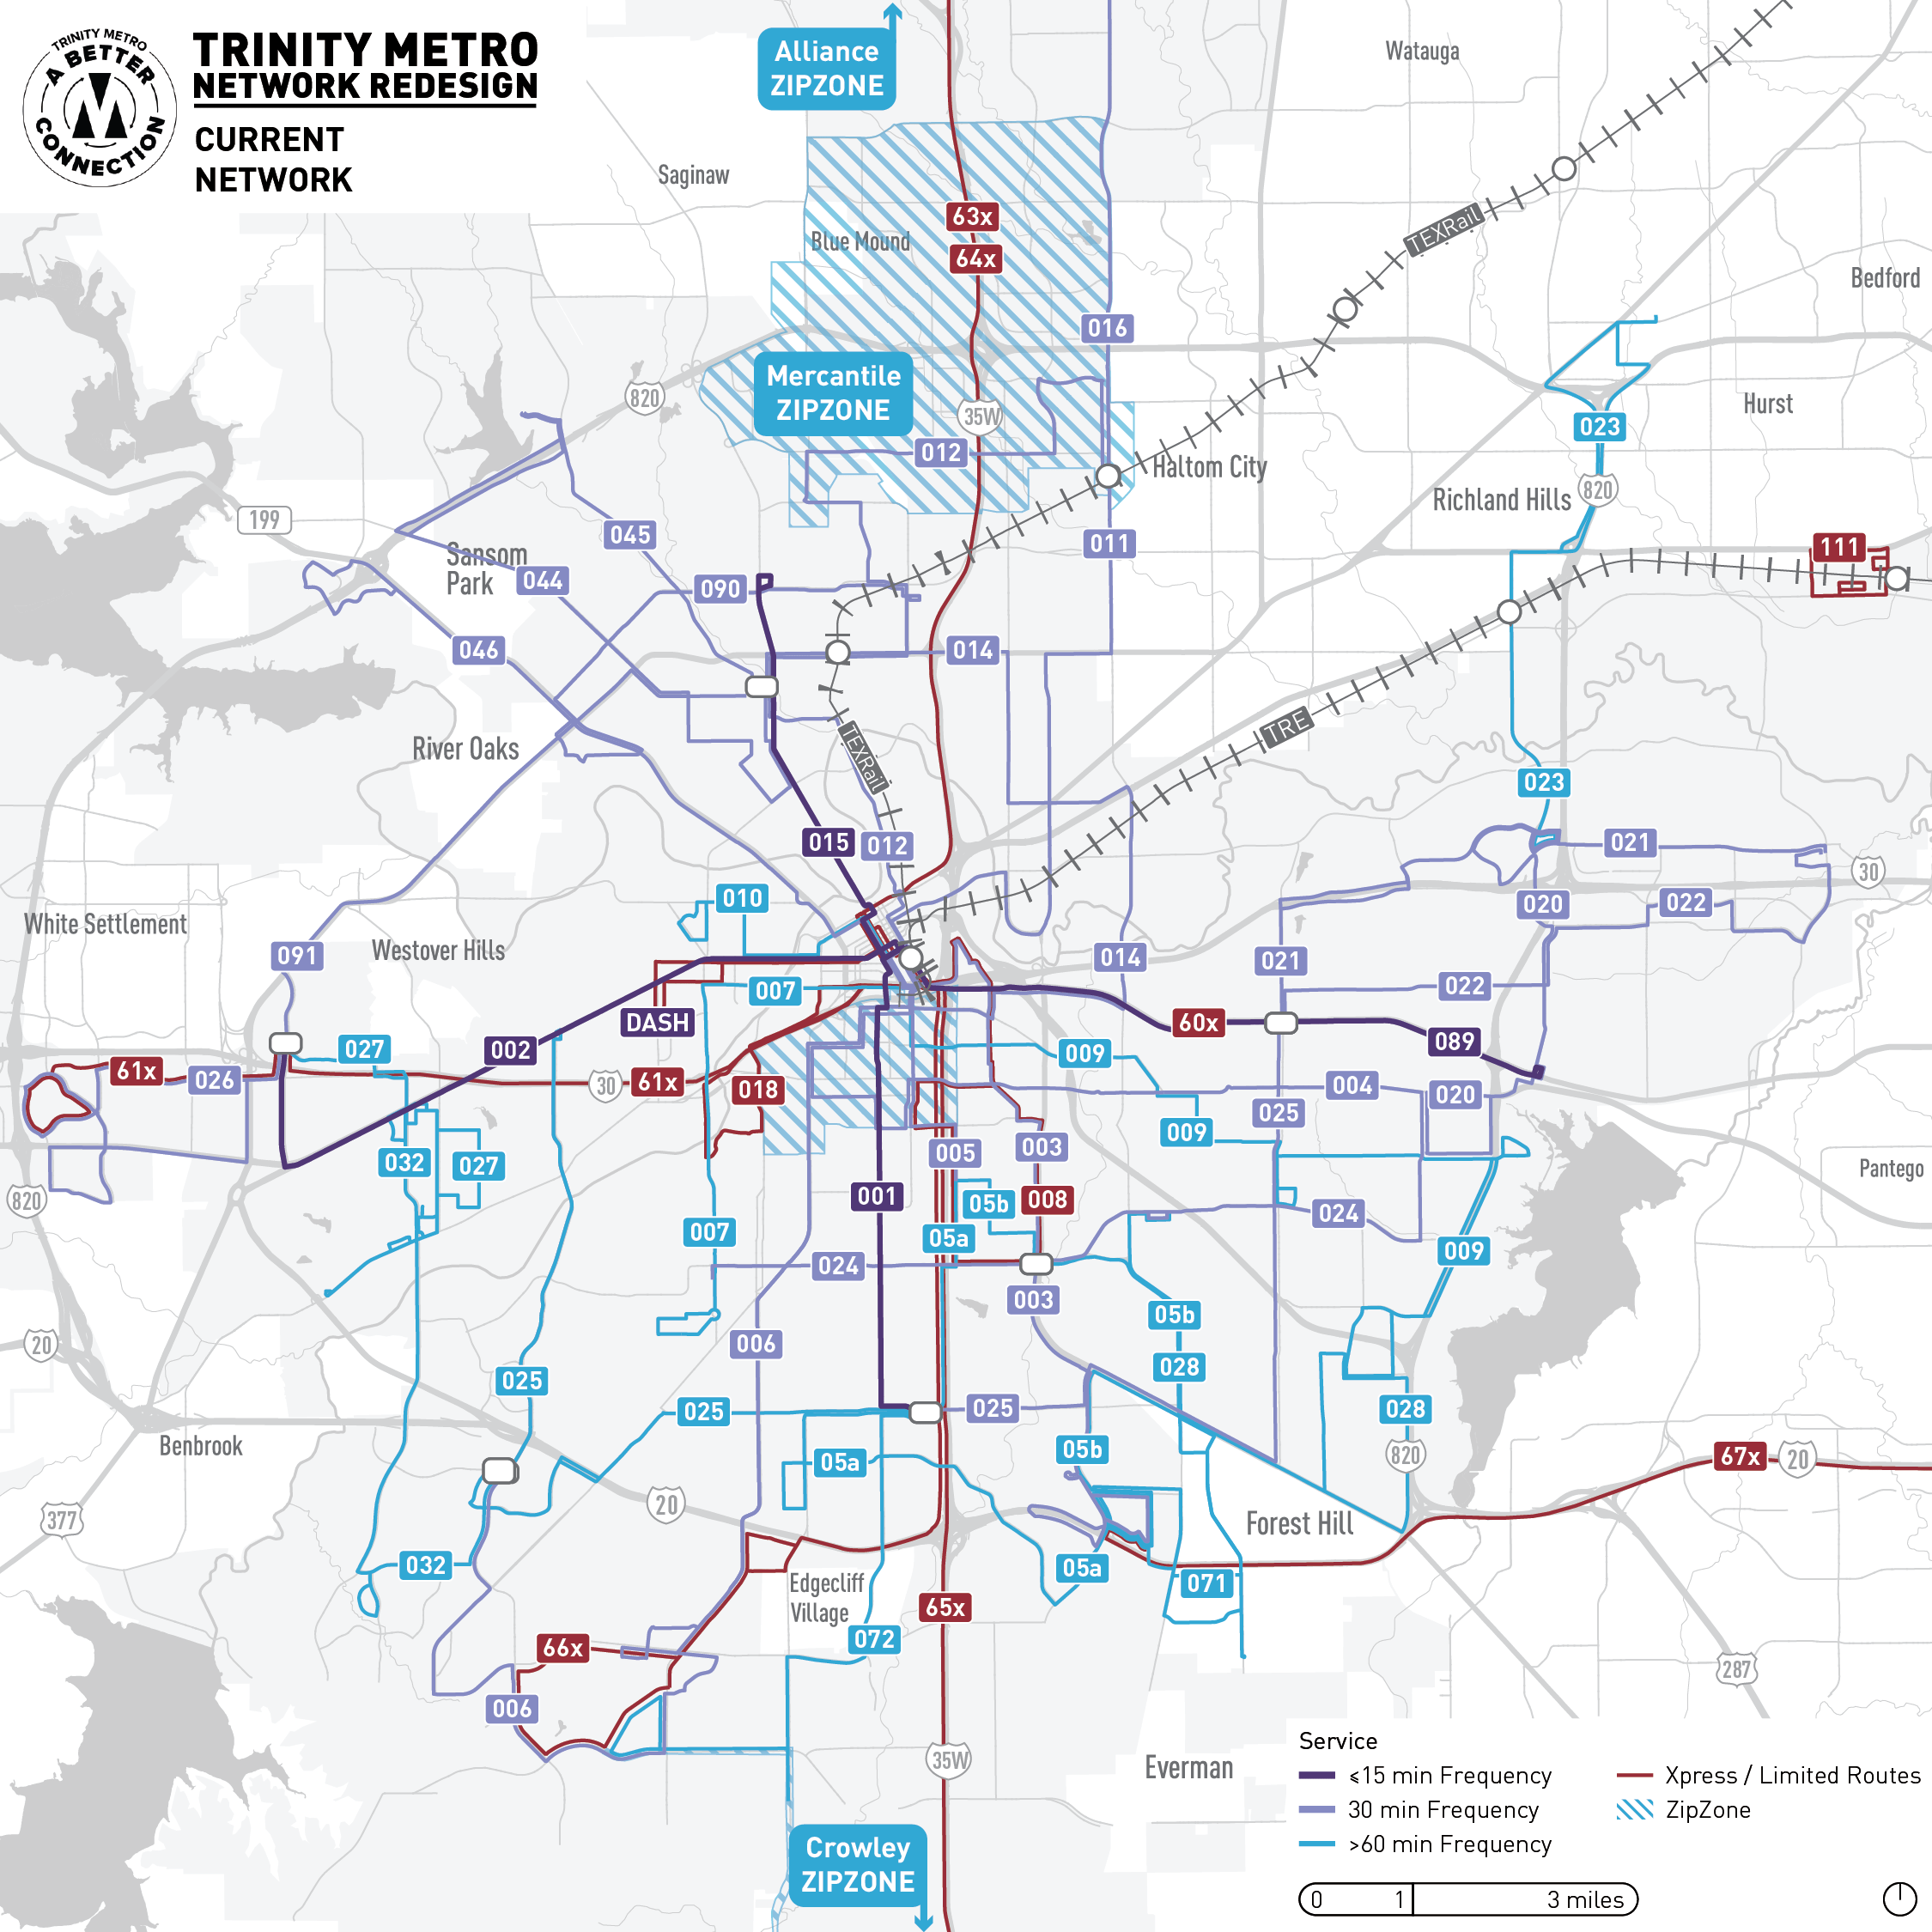 TRINITY METRO
A BETTER
CONNECTION
TRINITY METRO
NETWORK REDESIGN
CURRENT
NETWORK
Alliance
ZIPZONE
Watauga
Saginaw
63x
TEXRail
Blue Mound
64x
Bedford
016
Mercantile
ZIPZONE
820
35W
Hurst
023
012
Haltom City
Richland Hills
820
199
045
011
111
Sansom
Park
044
090
046
014
River Oaks
TRE
TEXRail
023
015
012
021
30
010
020
022
White Settlement
Westover Hills
091
014
021
022
007
DASH
60x
089
027
002
009
61x
026
30
61x
018
004
020
025
009
003
005
032
027
Pantego
820
001
05b
008
024
007
05a
009
024
003
05b
20
006
028
025
025
025
028
Benbrook
05b
05a
820
67x
20
377
20
Forest Hill
032
05a
Edgecliff
Village
071
65x
66x
072
287
006
35W
Everman
Crowley
ZIPZONE
Service
≤15 min Frequency
30 min Frequency
>60 min Frequency
Xpress / Limited Routes
ZipZone
0 1 3 miles